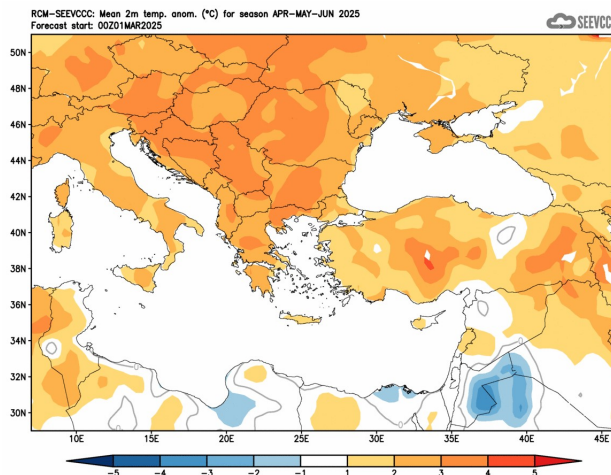 RCM-SEEVCCC: Mean 2m temp. anom. (°C) for season APR-MAY-JUN 2025
Forecast start: 00Z01MAR2025
SEEVCCC
50N
48N
46N
44N
42N
40N
38N
36N
34N
32N
30N
10E 15E 20E 25E 30E 35E 40E 45E
-5 -4 -3 -2 -1 1 2 3 4 5